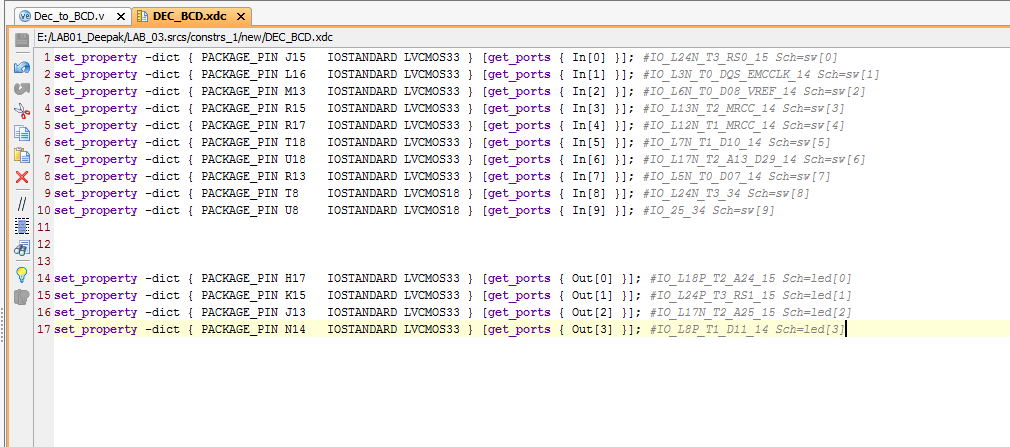 Dec_to_BCD.v × DEC_BCD.xdc ×
E:/LAB01_Deepak/LAB_03.srcs/constrs_1/new/DEC_BCD.xdc
1 set_property -dict { PACKAGE_PIN J15 IOSTANDARD LVCMOS33 } [get_ports { In[0] }]; #IO_L24N_T3_RS0_15 Sch=sw[0]
2 set_property -dict { PACKAGE_PIN L16 IOSTANDARD LVCMOS33 } [get_ports { In[1] }]; #IO_L3N_T0_DQS_EMCCLK_14 Sch=sw[1]
3 set_property -dict { PACKAGE_PIN M13 IOSTANDARD LVCMOS33 } [get_ports { In[2] }]; #IO_L6N_T0_D08_VREF_14 Sch=sw[2]
4 set_property -dict { PACKAGE_PIN R15 IOSTANDARD LVCMOS33 } [get_ports { In[3] }]; #IO_L13N_T2_MRCC_14 Sch=sw[3]
5 set_property -dict { PACKAGE_PIN R17 IOSTANDARD LVCMOS33 } [get_ports { In[4] }]; #IO_L12N_T1_MRCC_14 Sch=sw[4]
6 set_property -dict { PACKAGE_PIN T18 IOSTANDARD LVCMOS33 } [get_ports { In[5] }]; #IO_L7N_T1_D10_14 Sch=sw[5]
7 set_property -dict { PACKAGE_PIN U18 IOSTANDARD LVCMOS33 } [get_ports { In[6] }]; #IO_L17N_T2_A13_D29_14 Sch=sw[6]
8 set_property -dict { PACKAGE_PIN R13 IOSTANDARD LVCMOS33 } [get_ports { In[7] }]; #IO_L5N_T0_D07_14 Sch=sw[7]
9 set_property -dict { PACKAGE_PIN T8 IOSTANDARD LVCMOS18 } [get_ports { In[8] }]; #IO_L24N_T3_34 Sch=sw[8]
10 set_property -dict { PACKAGE_PIN U8 IOSTANDARD LVCMOS18 } [get_ports { In[9] }]; #IO_25_34 Sch=sw[9]
11
12
13
14 set_property -dict { PACKAGE_PIN H17 IOSTANDARD LVCMOS33 } [get_ports { Out[0] }]; #IO_L18P_T2_A24_15 Sch=led[0]
15 set_property -dict { PACKAGE_PIN K15 IOSTANDARD LVCMOS33 } [get_ports { Out[1] }]; #IO_L24P_T3_RS1_15 Sch=led[1]
16 set_property -dict { PACKAGE_PIN J13 IOSTANDARD LVCMOS33 } [get_ports { Out[2] }]; #IO_L17N_T2_A25_15 Sch=led[2]
17 set_property -dict { PACKAGE_PIN N14 IOSTANDARD LVCMOS33 } [get_ports { Out[3] }]; #IO_L8P_T1_D11_14 Sch=led[3]